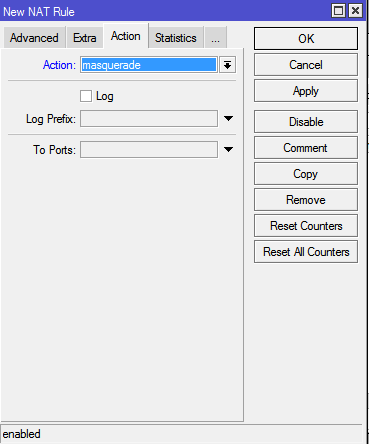 New NAT Rule
Advanced Extra Action Statistics ...
Action: masquerade
Log
Log Prefix:
To Ports:
OK
Cancel
Apply
Disable
Comment
Copy
Remove
Reset Counters
Reset All Counters
enabled